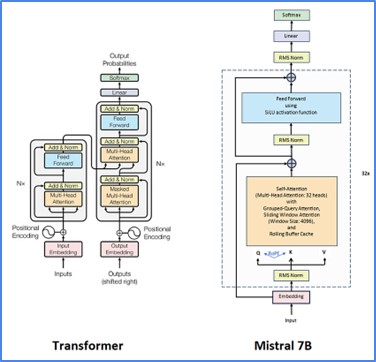 Output
Probabilities
Softmax
Linear
Add & Norm
Feed
Forward
Add & Norm
Multi-Head
Attention
Add & Norm
Masked
Multi-Head
Attention
Nx
Positional
Encoding
Output
Embedding
Outputs
(shifted right)
Add & Norm
Feed
Forward
Add & Norm
Multi-Head
Attention
Nx
Positional
Encoding
Input
Embedding
Inputs
Transformer
Softmax
Linear
RMS Norm
Feed Forward
using
SiLU activation function
RMS Norm
32x
Self-Attention
(Multi-Head Attention: 32 heads)
with
Grouped-Query Attention,
Sliding Window Attention
(Window Size: 4096),
and
Rolling Buffer Cache
Q RoPE K V
RMS Norm
Embedding
Input
Mistral 7B